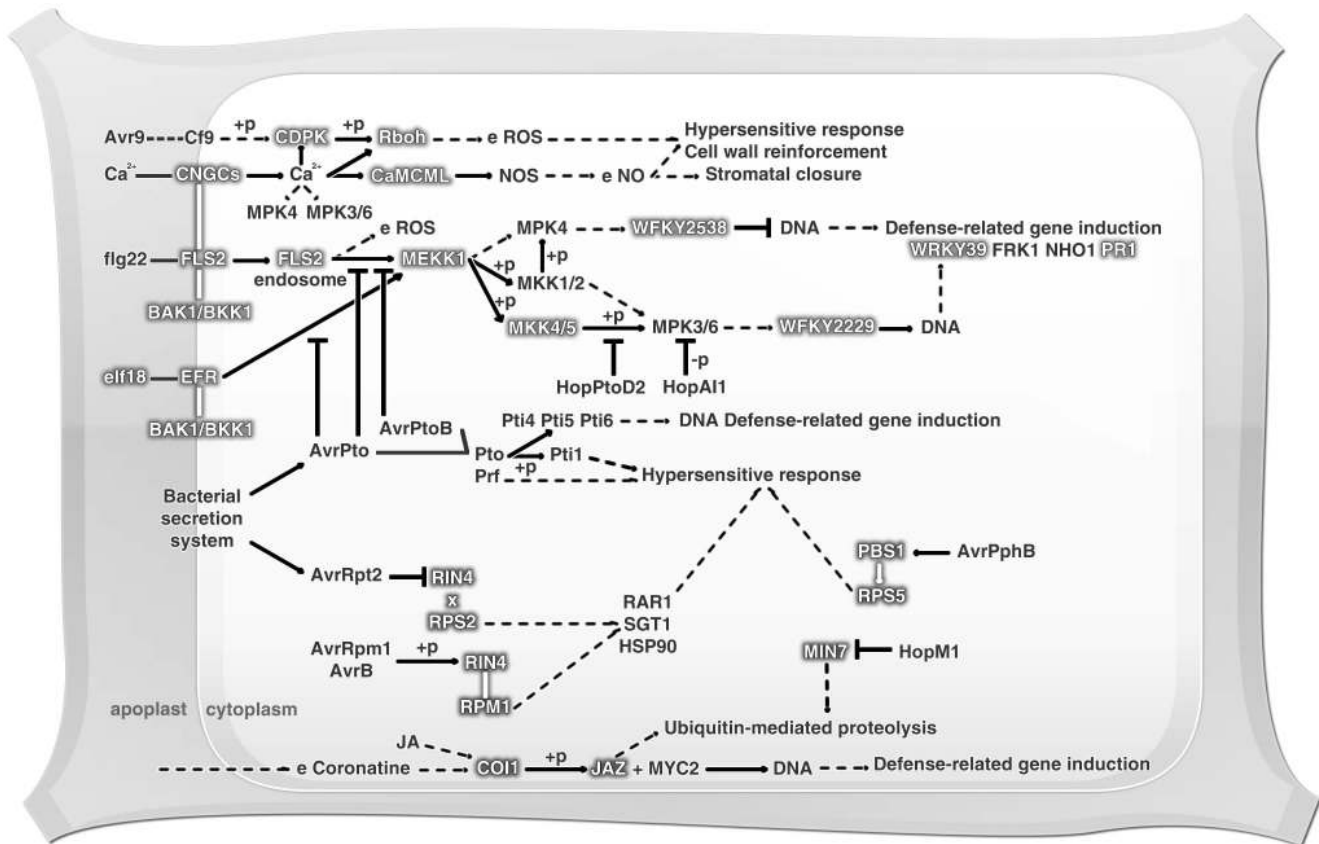 Avr9 Cf9 +p CDPK +p Rboh e ROS Hypersensitive response
Cell wall reinforcement
Ca2+ CNGCs Ca2+ CaMCML NOS e NO Stromatal closure
MPK4 MPK3/6
e ROS MPK4 WFKY2538 DNA Defense-related gene induction
WRKY39 FRK1 NHO1 PR1
flg22 FLS2 FLS2 MEKK1 +p +p
endosome MKK1/2
BAK1/BKK1 +p
MKK4/5 +p MPK3/6 WFKY2229 DNA
-p
elf18 EFR HopPtoD2 HopAI1
BAK1/BKK1 AvrPtoB Pti4 Pti5 Pti6 DNA Defense-related gene induction
AvrPto Pto Pti1
Prf +p Hypersensitive response
Bacterial
secretion
system
PBS1 AvrPphB
AvrRpt2 RIN4 RPS5
x RAR1
RPS2 SGT1
HSP90
AvrRpm1 +p RIN4 MIN7 HopM1
AvrB
RPM1
apoplast cytoplasm
Ubiquitin-mediated proteolysis
JA
e Coronatine COI1 +p JAZ + MYC2 DNA Defense-related gene induction